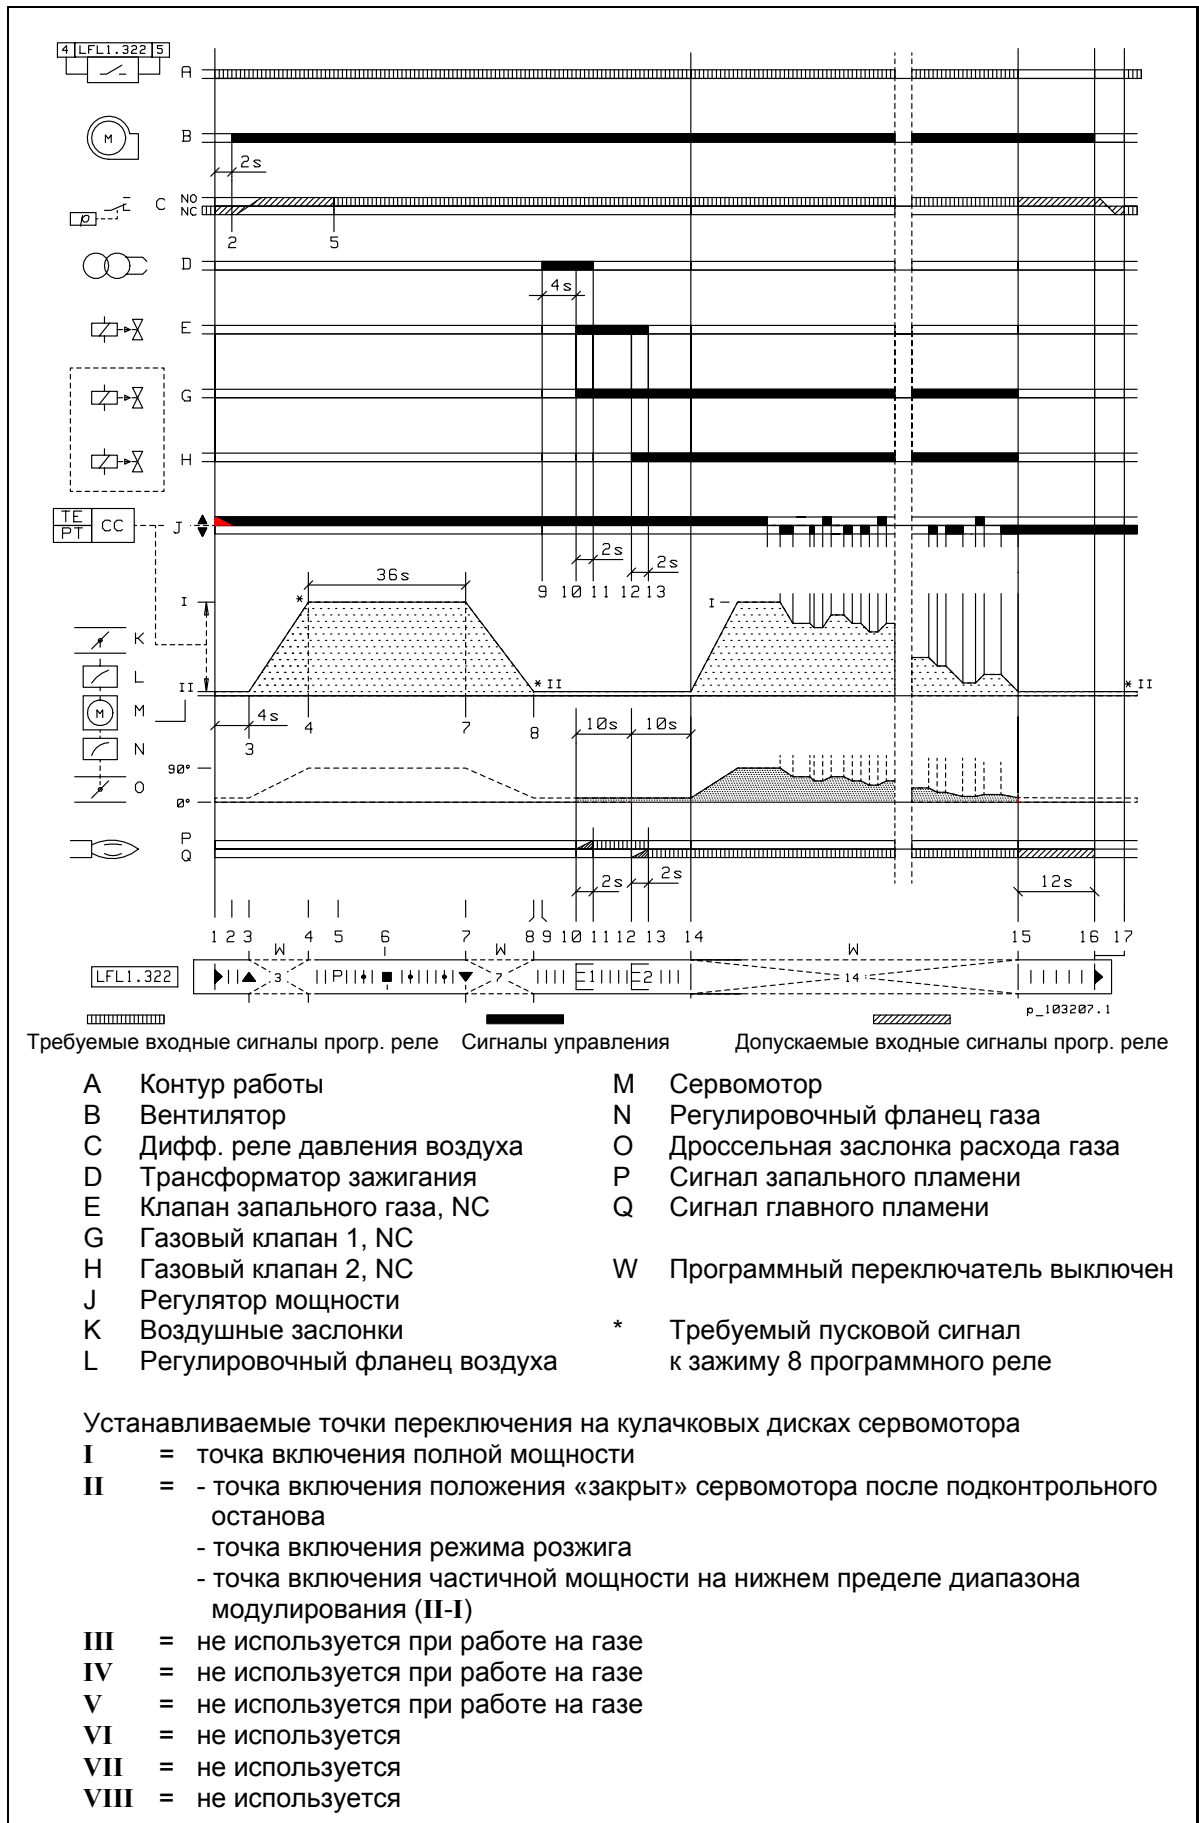 4 LFL1.322 5
A
M
B
2s
C NO
NC
p
2 5
D
4s
E
G
H
TE
PT CC
J
2s
2s
36s
9 10 11 12 13
*
I
I
K
L
II
* II
* II
M M
4s
10s 10s
3 4 7 8
N
90°
O
0°
P
Q
2s 2s 12s
1 2 3 4 5 6 7 8 9 10 11 12 13 14 15 16 17
W W W
LFL1.322 3 P 7 1 2 14
p_103207.1
Требуемые входные сигналы прогр. реле Сигналы управления Допускаемые входные сигналы прогр. реле
A Контур работы
B Вентилятор
C Дифф. реле давления воздуха
D Трансформатор зажигания
E Клапан запального газа, NC
G Газовый клапан 1, NC
H Газовый клапан 2, NC
J Регулятор мощности
K Воздушные заслонки
L Регулировочный фланец воздуха
M Сервомотор
N Регулировочный фланец газа
O Дроссельная заслонка расхода газа
P Сигнал запального пламени
Q Сигнал главного пламени
W Программный переключатель выключен
* Требуемый пусковой сигнал
к зажиму 8 программного реле
Устанавливаемые точки переключения на кулачковых дисках сервомотора
I = точка включения полной мощности
II = - точка включения положения «закрыт» сервомотора после подконтрольного
останова
- точка включения режима розжига
- точка включения частичной мощности на нижнем пределе диапазона
модулирования (II-I)
III = не используется при работе на газе
IV = не используется при работе на газе
V = не используется при работе на газе
VI = не используется
VII = не используется
VIII = не используется